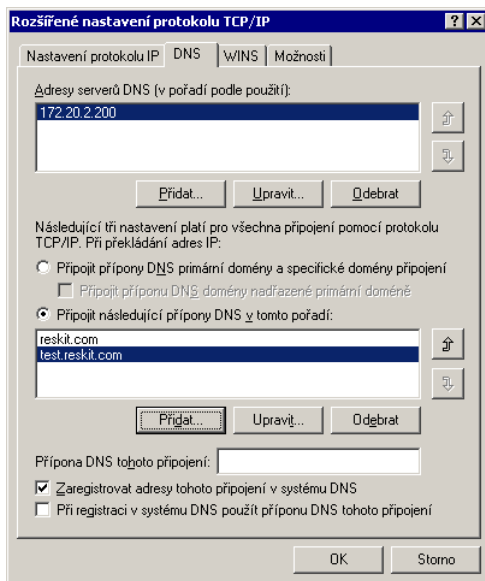 Rozšířené nastavení protokolu TCP/IP
Nastavení protokolu IP DNS WINS Možnosti
Adresy serverů DNS (v pořadí podle použití):
172.20.2.200
Přidat... Upravit... Odebrat
Následující tři nastavení platí pro všechna připojení pomocí protokolu
TCP/IP. Při překládání adres IP:
Připojit přípony DNS primární domény a specifické domény připojení
Připojit příponu DNS domény nadřazené primární doméně
Připojit následující přípony DNS v tomto pořadí:
reskit.com
test.reskit.com
Přidat... Upravit... Odebrat
Přípona DNS tohoto připojení:
Zaregistrovat adresy tohoto připojení v systému DNS
Při registraci v systému DNS použít příponu DNS tohoto připojení
OK Storno